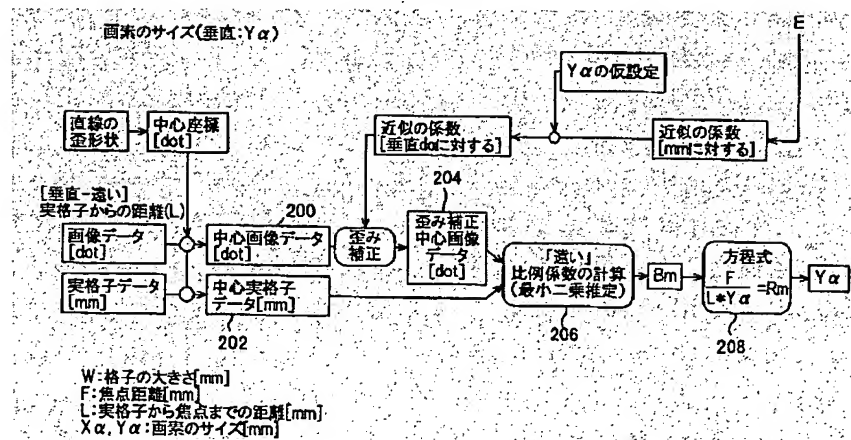 画素のサイズ(垂直:Yα)
E
Yαの仮設定
直線の
歪形状
中心座標
[dot]
近似の係数
[垂直dotに対する]
近似の係数
[mmに対する]
[垂直-遠い]
実格子からの距離(L)
200
204
画像データ
[dot]
中心画像データ
[dot]
歪み
補正
歪み補正
中心画像
データ
[dot]
「遠い」
比例係数の計算
(最小二乗推定)
Bm
方程式
F
L*Yα
=Rm
Yα
実格子データ
[mm]
中心実格子
データ[mm]
202
206
208
W:格子の大きさ[mm]
F:焦点距離[mm]
L:実格子から焦点までの距離[mm]
Xα,Yα:画素のサイズ[mm]